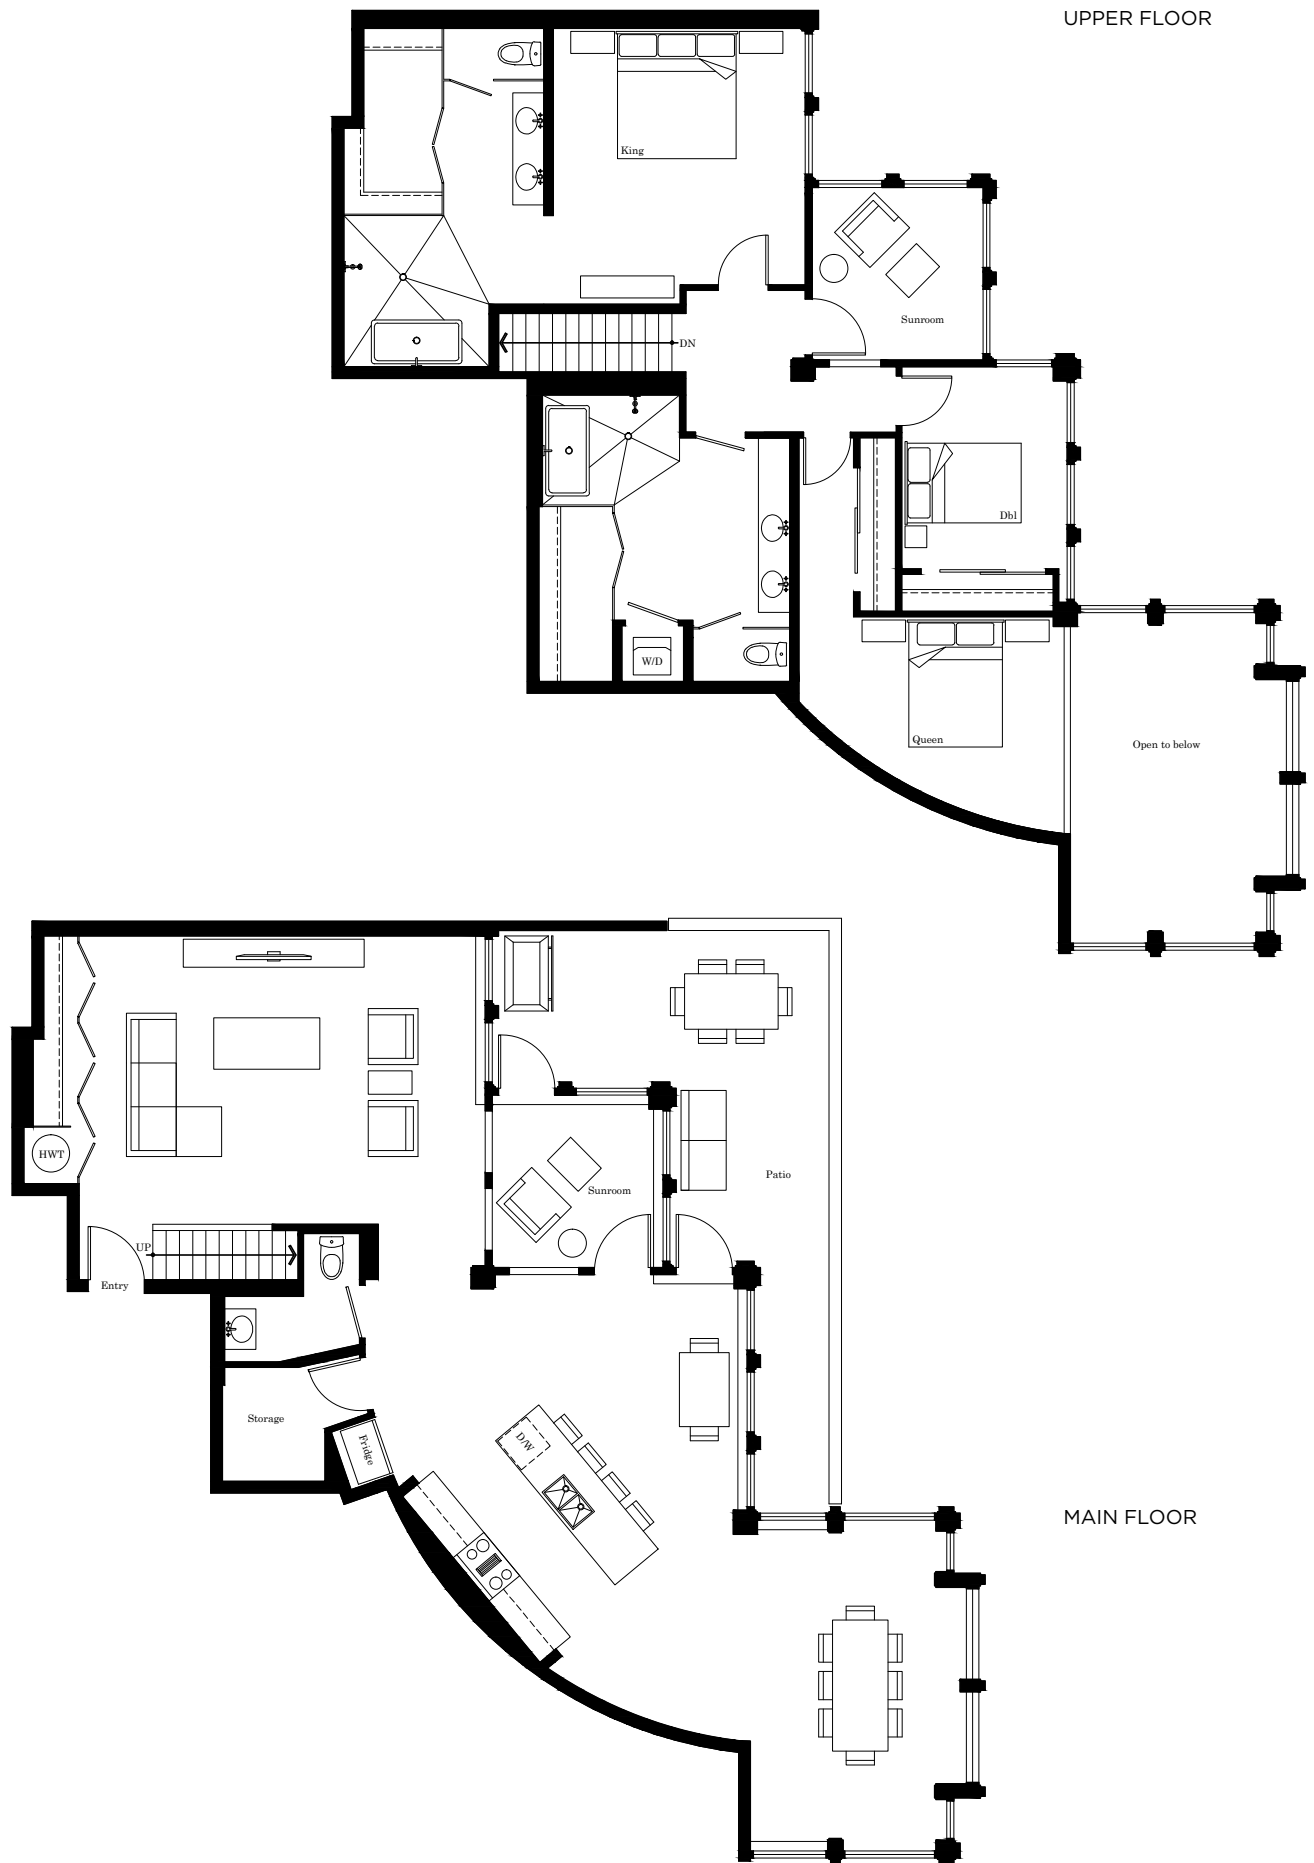 UPPER FLOOR
King
Sunroom
DN
Dbl
W/D
Queen
Open to below
HWT
Sunroom
Patio
UP
Entry
Storage
Fridge
D/W
MAIN FLOOR